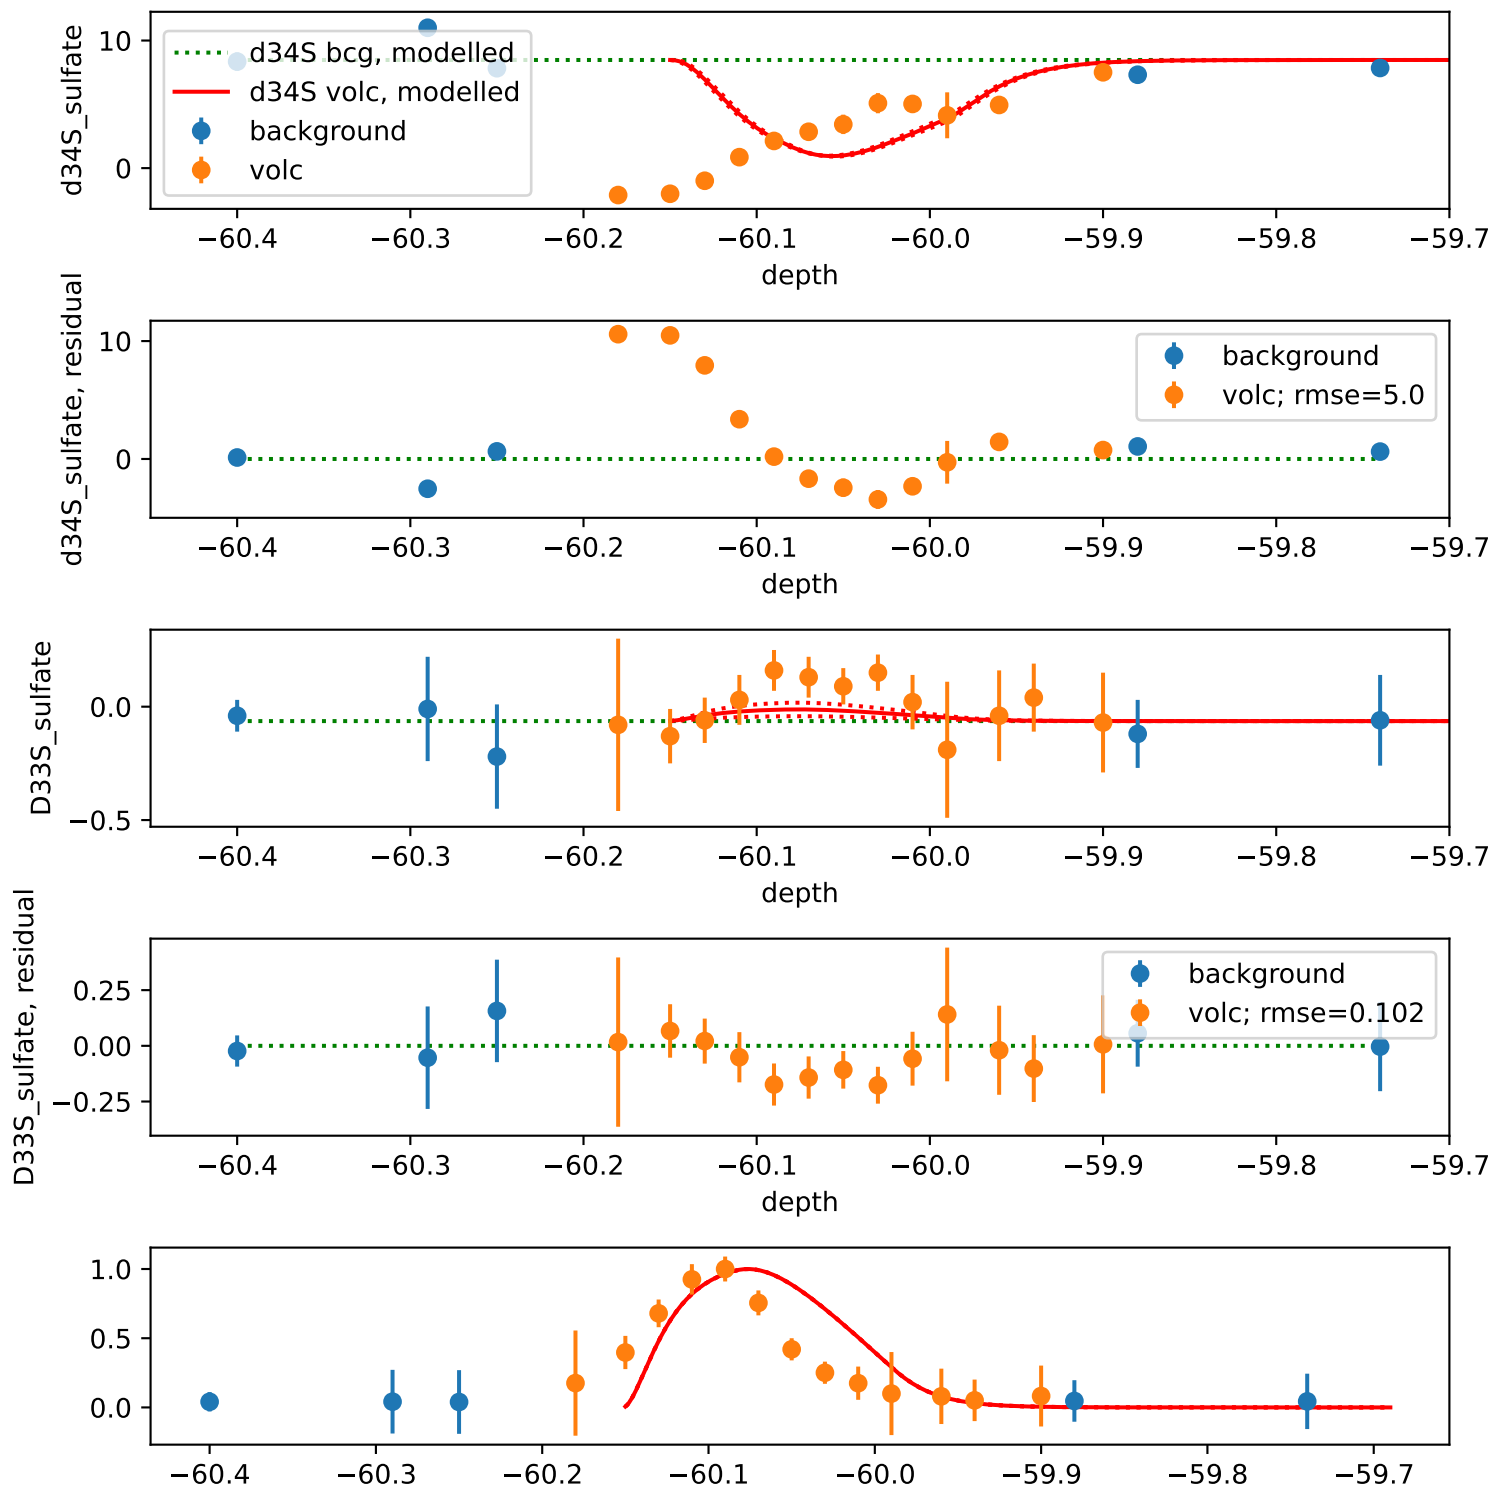 d34S_sulfate
10
0
d34S bcg, modelled
d34S volc, modelled
background
volc
−60.4 −60.3 −60.2 −60.1 −60.0 −59.9 −59.8 −59.7
depth
d34S_sulfate, residual
10
0
background
volc; rmse=5.0
−60.4 −60.3 −60.2 −60.1 −60.0 −59.9 −59.8 −59.7
depth
D33S_sulfate
0.0
−0.5
−60.4 −60.3 −60.2 −60.1 −60.0 −59.9 −59.8 −59.7
depth
D33S_sulfate, residual
0.25
0.00
−0.25
background
volc; rmse=0.102
−60.4 −60.3 −60.2 −60.1 −60.0 −59.9 −59.8 −59.7
depth
1.0
0.5
0.0
−60.4 −60.3 −60.2 −60.1 −60.0 −59.9 −59.8 −59.7